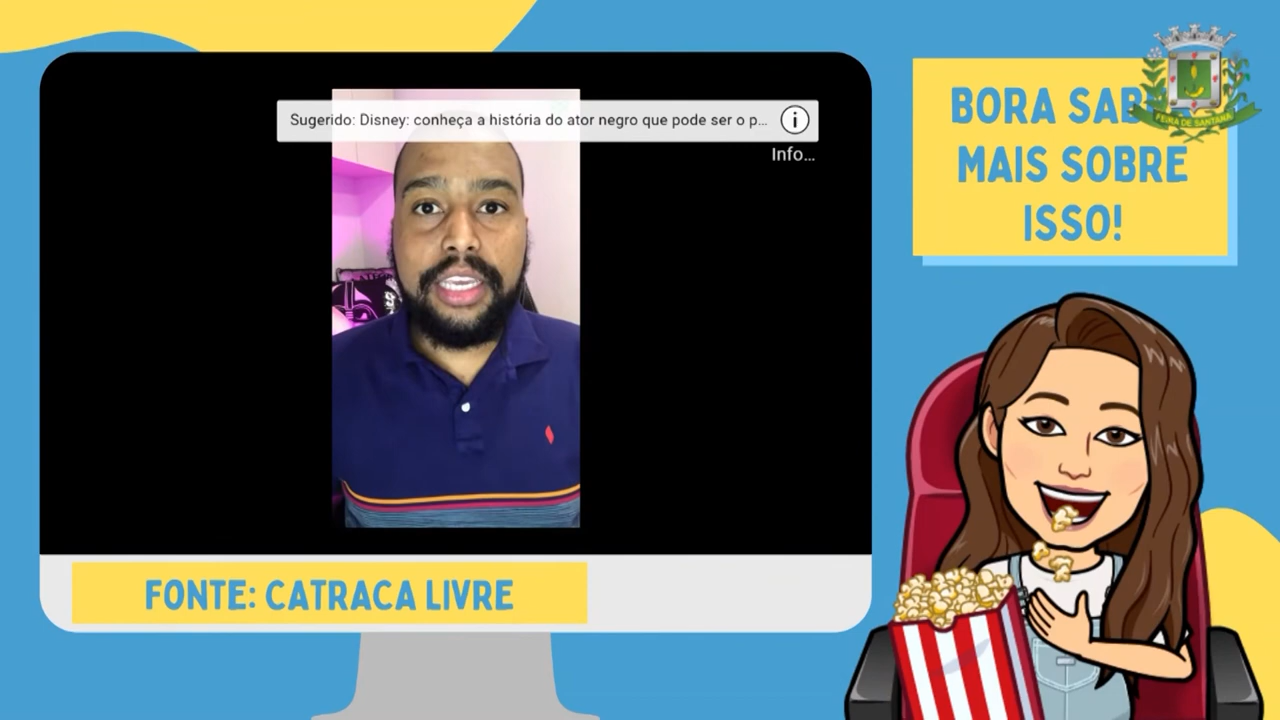 Sugerido: Disney: conheça a história do ator negro que pode ser o p...
Info...
BORA
MAIS SOBRE
ISSO!
FEIRA DE SANTANA
FONTE: CATRACA LIVRE